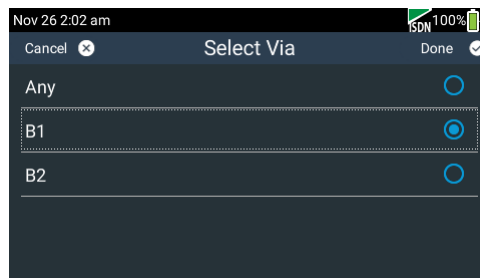 Nov 26 2:02 am ISDN 100%
Cancel Select Via Done
Any
B1
B2